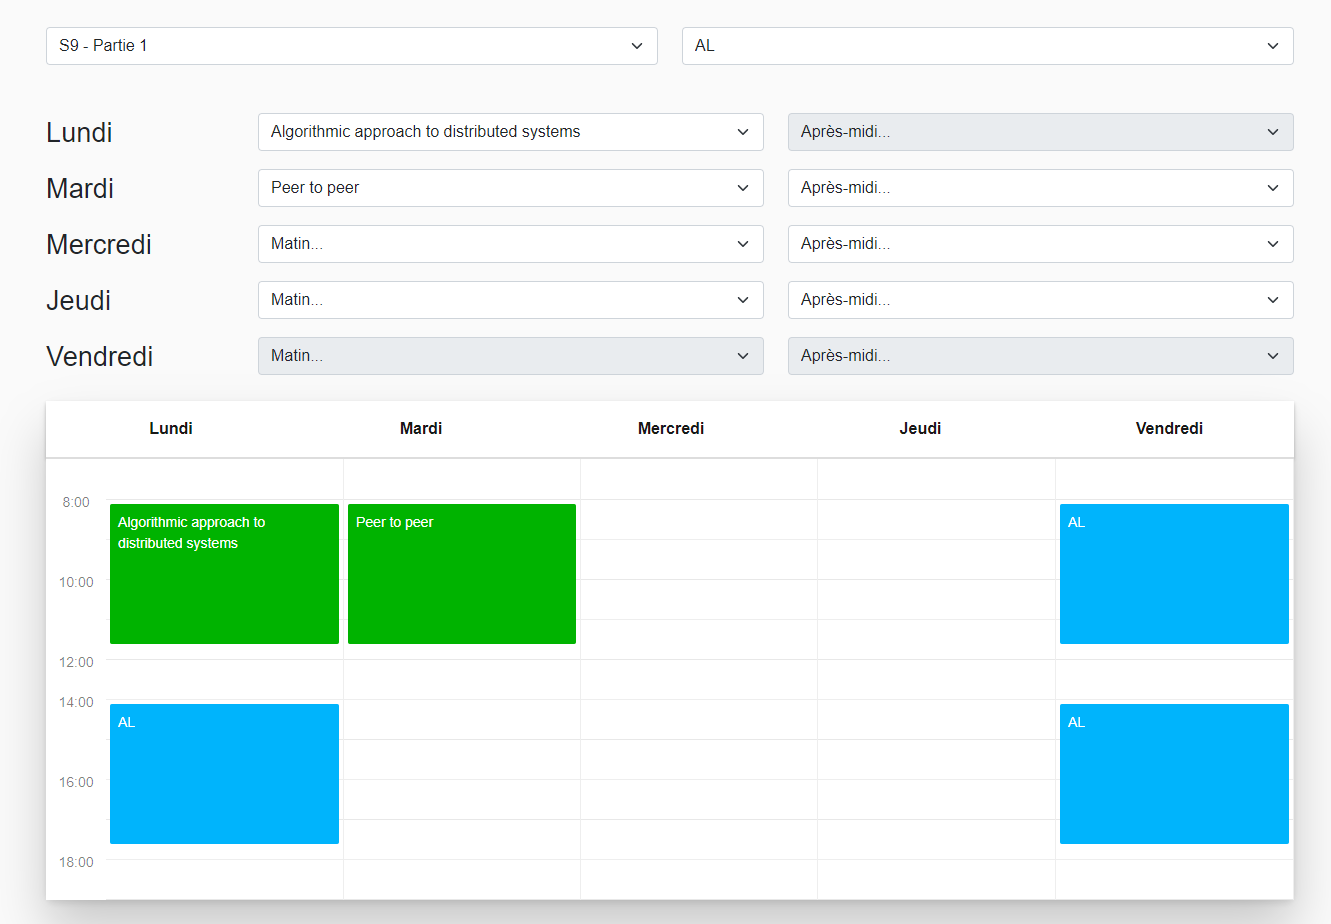 S9 - Partie 1
AL
Lundi
Algorithmic approach to distributed systems
Après-midi...
Mardi
Peer to peer
Après-midi...
Mercredi
Matin...
Après-midi...
Jeudi
Matin...
Après-midi...
Vendredi
Matin...
Après-midi...
Lundi
Mardi
Mercredi
Jeudi
Vendredi
8:00
Algorithmic approach to
distributed systems
Peer to peer
AL
10:00
12:00
14:00
AL
AL
16:00
18:00